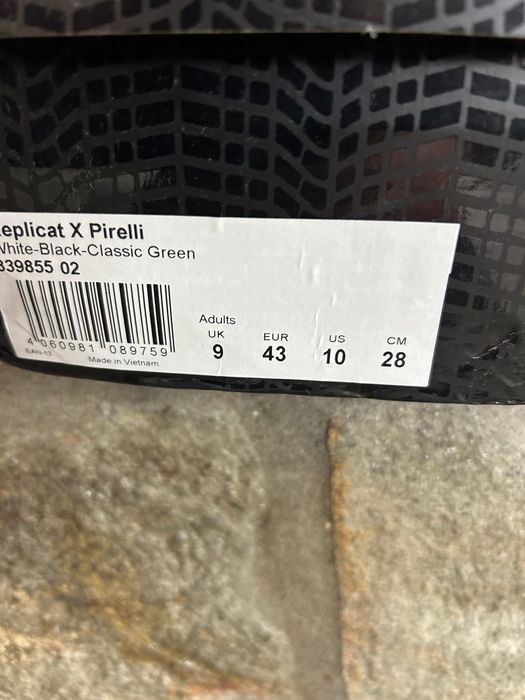 eplicat X Pirelli
White-Black-Classic Green
339855 02
4 060981 089759
EAN-13
Made in Vietnam
Adults
UK EUR US CM
9 43 10 28